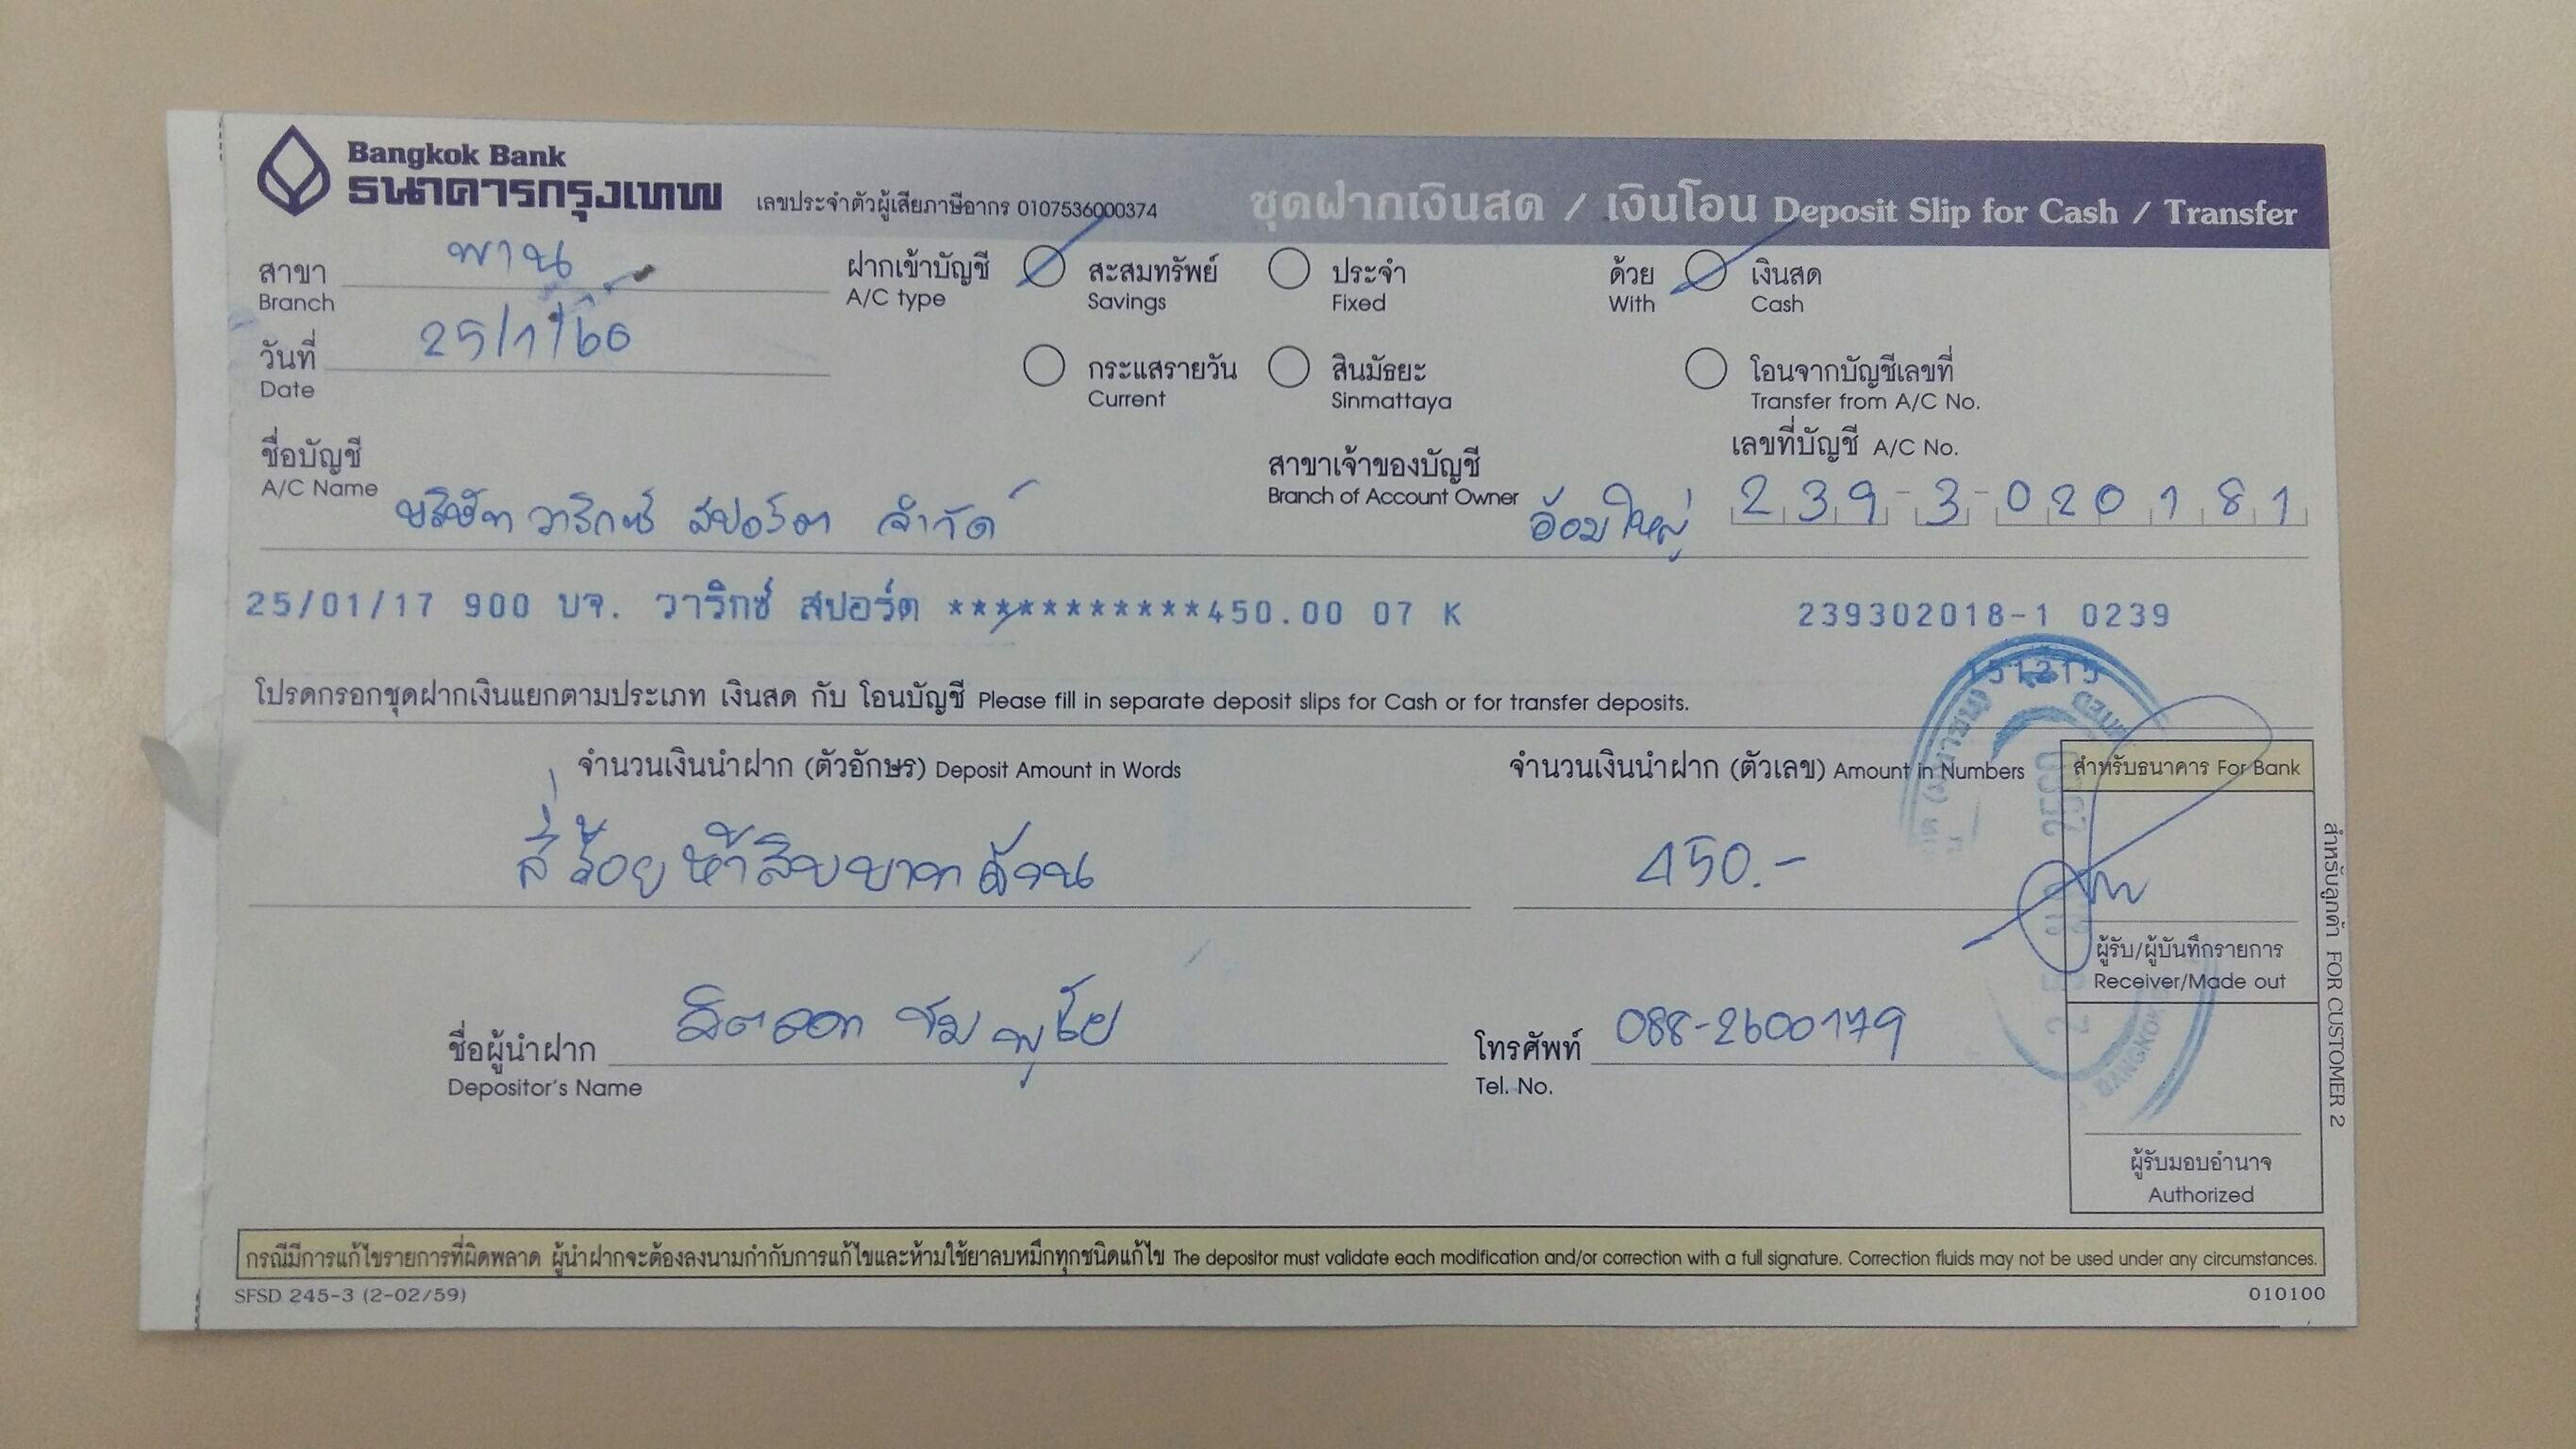 Bangkok Bank
ธนาคารกรุงเทพ เลขประจำตัวผู้เสียภาษีอากร 0107536000374 ชุดฝากเงินสด / เงินโอน Deposit Slip for Cash / Transfer
สาขา พาน ฝากเข้าบัญชี สะสมทรัพย์ ประจำ ด้วย เงินสด
Branch A/C type Savings Fixed With Cash
วันที่ 25/1/60 กระแสรายวัน สินมัธยะ โอนจากบัญชีเลขที่
Date Current Sinmattaya Transfer from A/C No.
ชื่อบัญชี สาขาเจ้าของบัญชี เลขที่บัญชี A/C No.
A/C Name บริษัท วาริกซ์ สปอร์ต จำกัด Branch of Account Owner อ้อมใหญ่ 239-3-020181
25/01/17 900 บจ. วาริกซ์ สปอร์ต ************450.00 07 K 239302018-1 0239
โปรดกรอกชุดฝากเงินแยกตามประเภท เงินสด กับ โอนบัญชี Please fill in separate deposit slips for Cash or for transfer deposits.
จำนวนเงินนำฝาก (ตัวอักษร) Deposit Amount in Words จำนวนเงินนำฝาก (ตัวเลข) Amount in Numbers สำหรับธนาคาร For Bank
สี่ร้อยห้าสิบบาทถ้วน 450.-
ผู้รับ/ผู้บันทึกรายการ
Receiver/Made out
ชื่อผู้นำฝาก โทรศัพท์ 088-2600179
Depositor's Name Tel. No.
ผู้รับมอบอำนาจ
Authorized
สำหรับลูกค้า FOR CUSTOMER 2
กรณีมีการแก้ไขรายการที่ผิดพลาด ผู้นำฝากจะต้องลงนามกำกับการแก้ไขและห้ามใช้ยาลบหมึกทุกชนิดแก้ไข The depositor must validate each modification and/or correction with a full signature. Correction fluids may not be used under any circumstances.
SFSD 245-3 (2-02/59) 010100